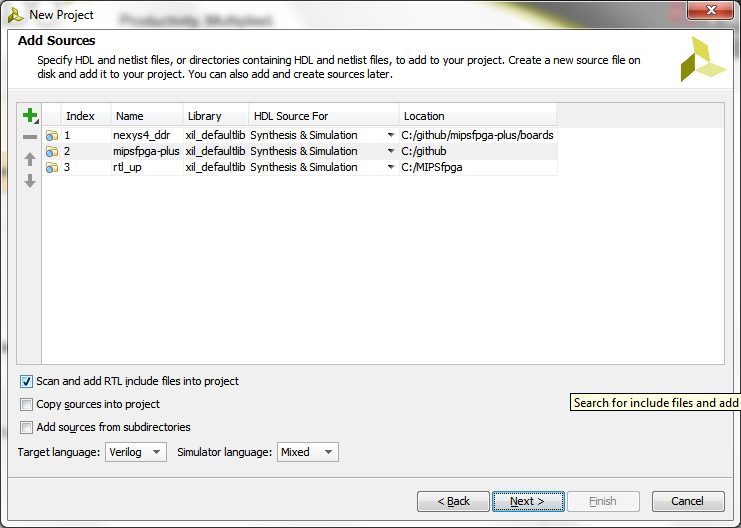 Productivity. Multiplied.
New Project
Add Sources
Specify HDL and netlist files, or directories containing HDL and netlist files, to add to your project. Create a new source file on
disk and add it to your project. You can also add and create sources later.
Index Name Library HDL Source For Location
1 nexys4_ddr xil_defaultlib Synthesis & Simulation C:/github/mipsfpga-plus/boards
2 mipsfpga-plus xil_defaultlib Synthesis & Simulation C:/github
3 rtl_up xil_defaultlib Synthesis & Simulation C:/MIPSfpga
Scan and add RTL include files into project
Copy sources into project
Search for include files and add
Add sources from subdirectories
Target language: Verilog Simulator language: Mixed
< Back Next > Finish Cancel